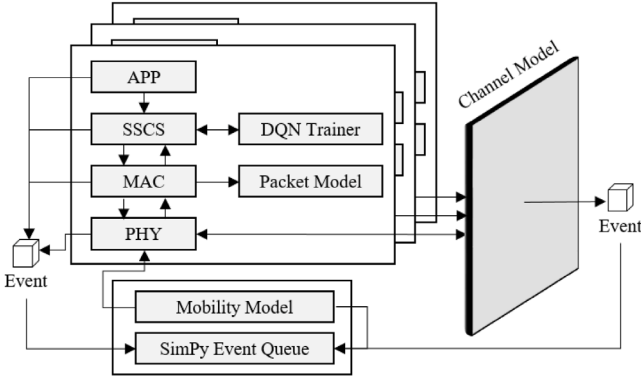 Channel Model
APP
SSCS
DQN Trainer
MAC
Packet Model
PHY
Event
Event
Mobility Model
SimPy Event Queue